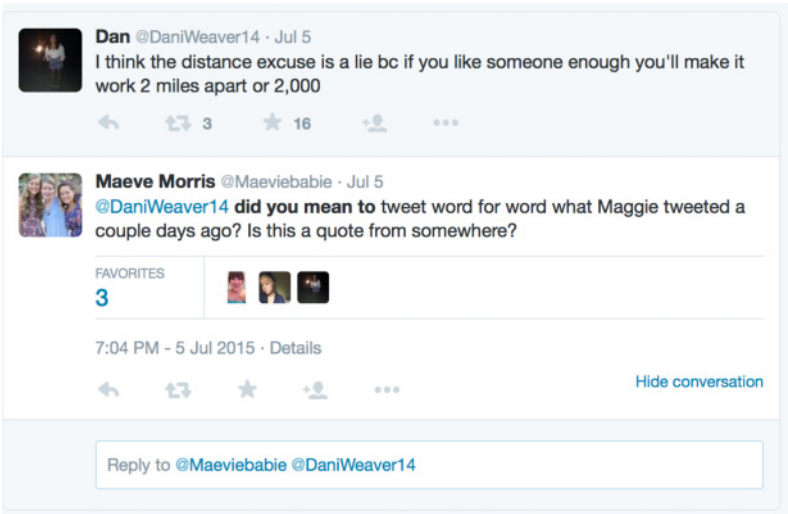 Dan @DaniWeaver14 · Jul 5
I think the distance excuse is a lie bc if you like someone enough you'll make it
work 2 miles apart or 2,000
3 16
Maeve Morris @Maeviebabie · Jul 5
@DaniWeaver14 did you mean to tweet word for word what Maggie tweeted a
couple days ago? Is this a quote from somewhere?
FAVORITES
3
7:04 PM - 5 Jul 2015 · Details
Hide conversation
Reply to @Maeviebabie @DaniWeaver14